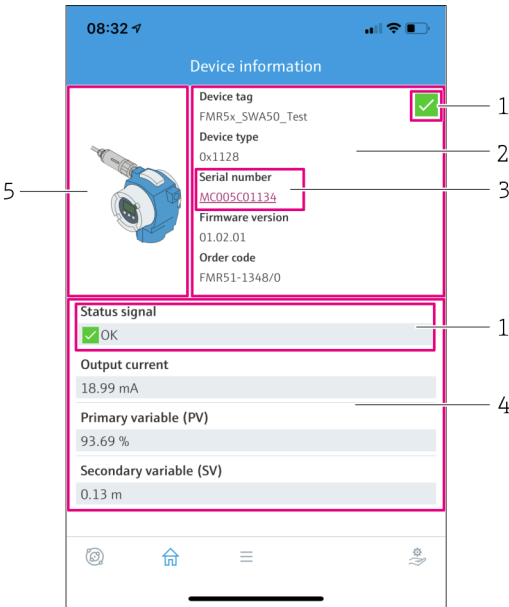 08:32
Device information
Device tag
FMR5x_SWA50_Test
1
Device type
0x1128
2
Serial number
MC005C01134
3
5
Firmware version
01.02.01
Order code
FMR51-1348/0
Status signal
OK
1
Output current
18.99 mA
4
Primary variable (PV)
93.69 %
Secondary variable (SV)
0.13 m